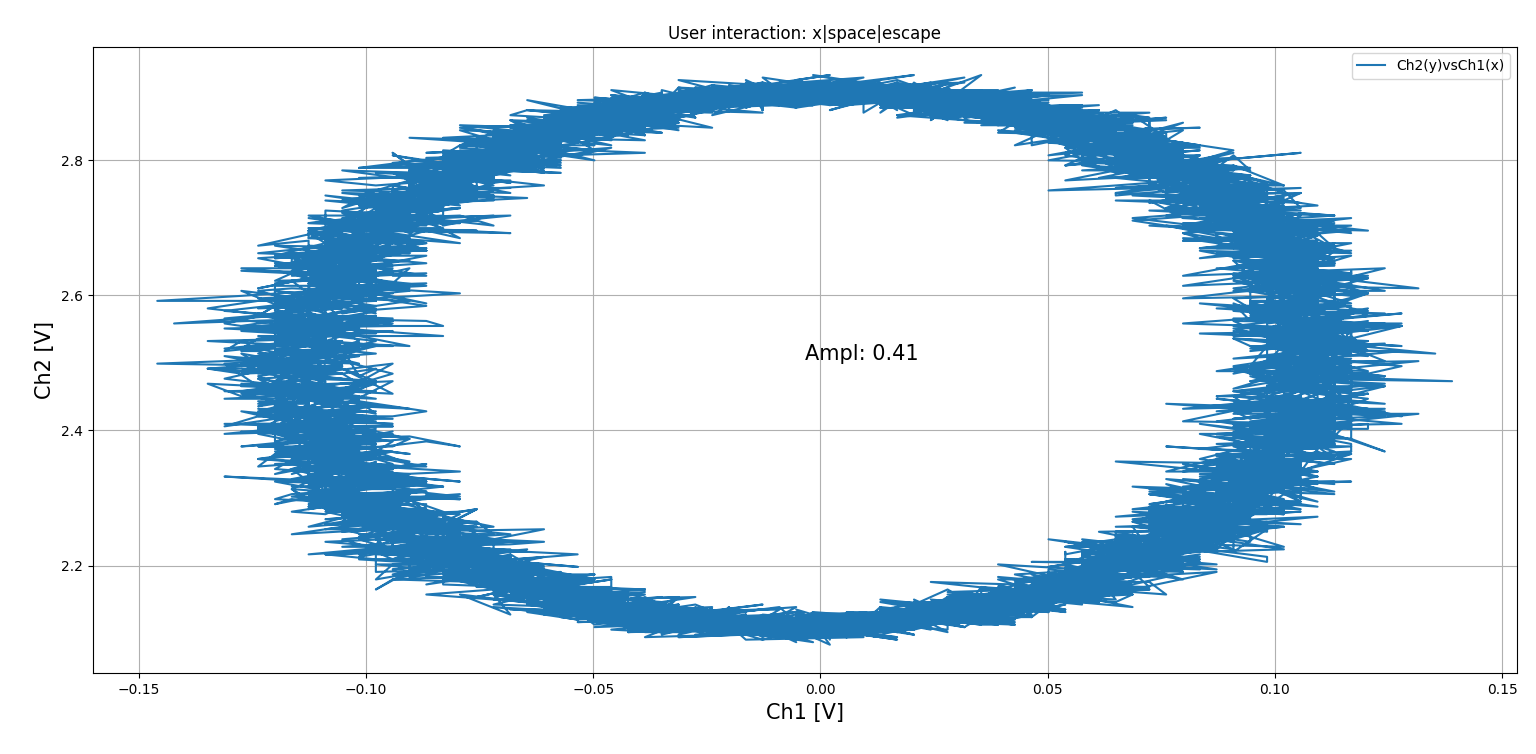 User interaction: x|space|escape
Ch2(y)vsCh1(x)
Ch2 [V]
2.8
2.6
2.4
2.2
Ampl: 0.41
−0.15
−0.10
−0.05
0.00
0.05
0.10
0.15
Ch1 [V]